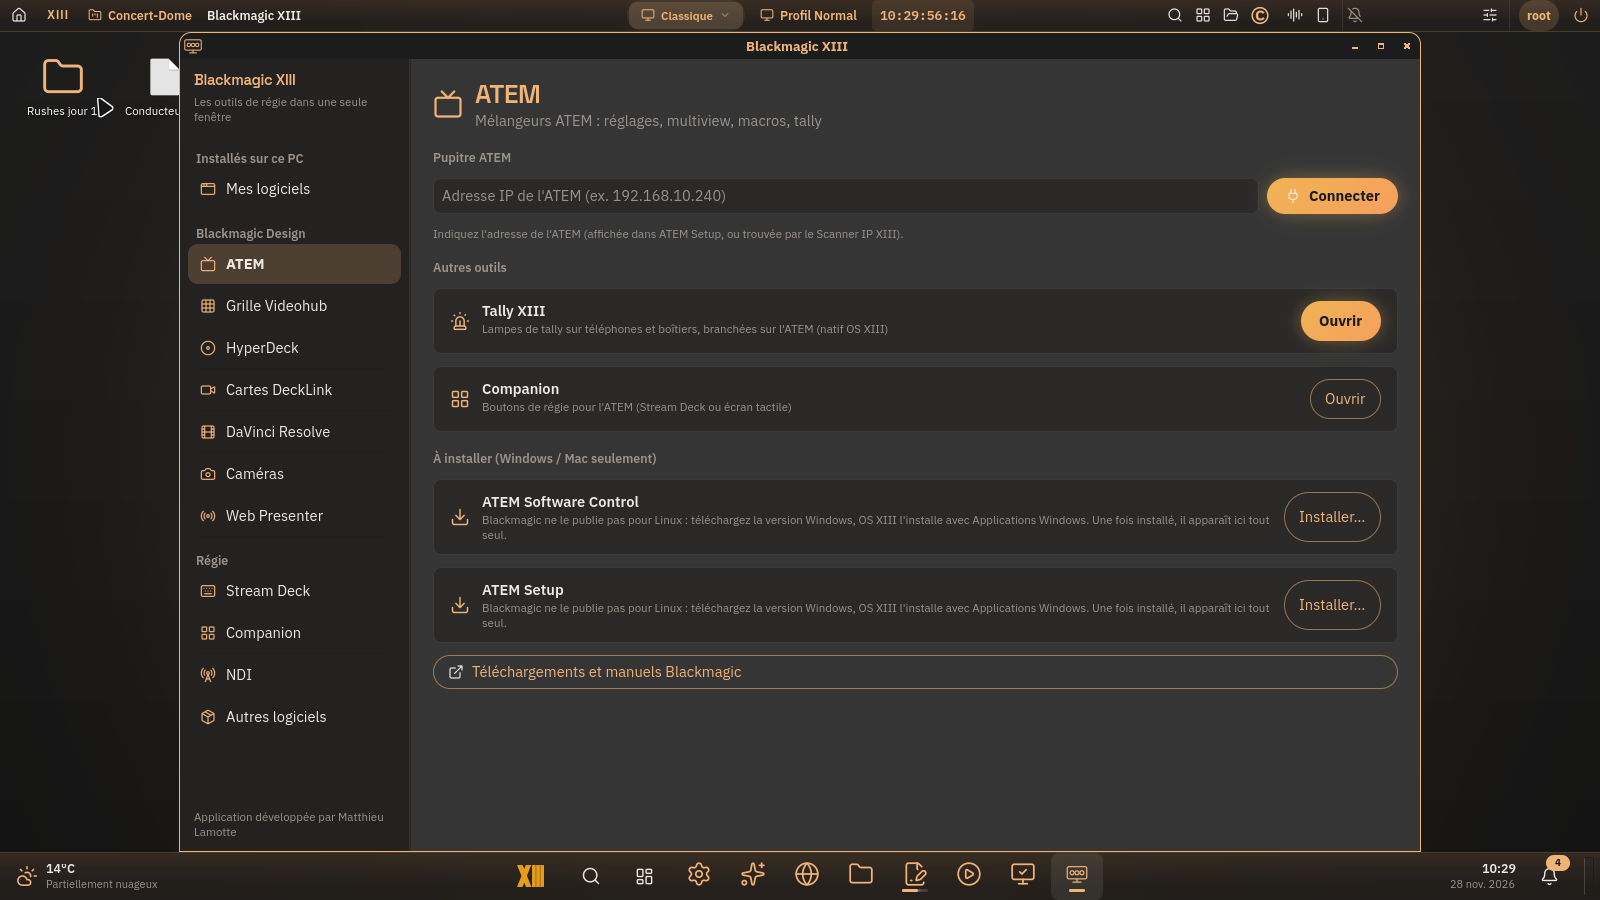 XIII Concert-Dome Blackmagic XIII Classique Profil Normal 10:29:56:16 root
Rushes jour 1
Conducteu
Blackmagic XIII
Blackmagic XIII
Les outils de régie dans une seule
fenêtre
Installés sur ce PC
Mes logiciels
Blackmagic Design
ATEM
Grille Videohub
HyperDeck
Cartes DeckLink
DaVinci Resolve
Caméras
Web Presenter
Régie
Stream Deck
Companion
NDI
Autres logiciels
Application développée par Matthieu
Lamotte
ATEM
Mélangeurs ATEM : réglages, multiview, macros, tally
Pupitre ATEM
Adresse IP de l'ATEM (ex. 192.168.10.240)
Connecter
Indiquez l'adresse de l'ATEM (affichée dans ATEM Setup, ou trouvée par le Scanner IP XIII).
Autres outils
Tally XIII
Lampes de tally sur téléphones et boîtiers, branchées sur l'ATEM (natif OS XIII)
Ouvrir
Companion
Boutons de régie pour l'ATEM (Stream Deck ou écran tactile)
Ouvrir
À installer (Windows / Mac seulement)
ATEM Software Control
Blackmagic ne le publie pas pour Linux : téléchargez la version Windows, OS XIII l'installe avec Applications Windows. Une fois installé, il apparaît ici tout
seul.
Installer...
ATEM Setup
Blackmagic ne le publie pas pour Linux : téléchargez la version Windows, OS XIII l'installe avec Applications Windows. Une fois installé, il apparaît ici tout
seul.
Installer...
Téléchargements et manuels Blackmagic
14°C
Partiellement nuageux
XIII
10:29
28 nov. 2026
4